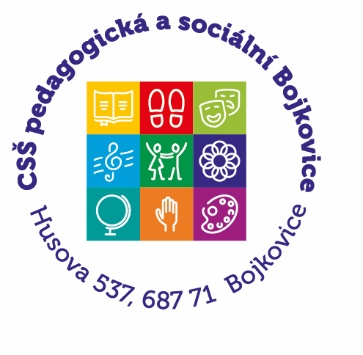 CSŠ pedagogická a sociální Bojkovice
Husova 537, 687 71 Bojkovice